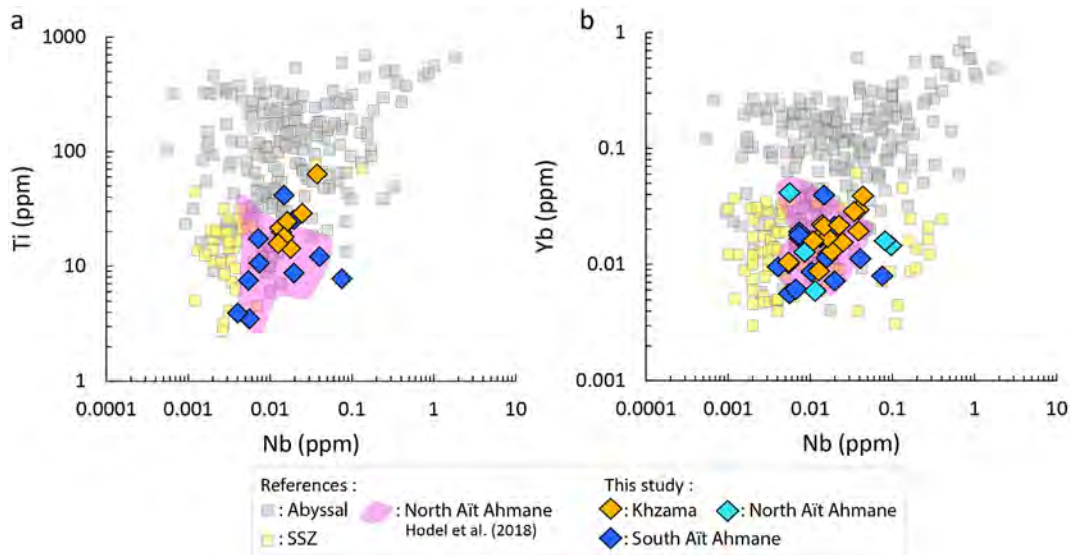 a
1000
100
10
1
Ti (ppm)
0.0001
0.001
0.01
0.1
1
10
Nb (ppm)
b
1
0.1
0.01
0.001
Yb (ppm)
0.0001
0.001
0.01
0.1
1
10
Nb (ppm)
References :
: Abyssal
: SSZ
: North Aït Ahmane
Hodel et al. (2018)
This study :
: Khzama
: North Aït Ahmane
: South Aït Ahmane